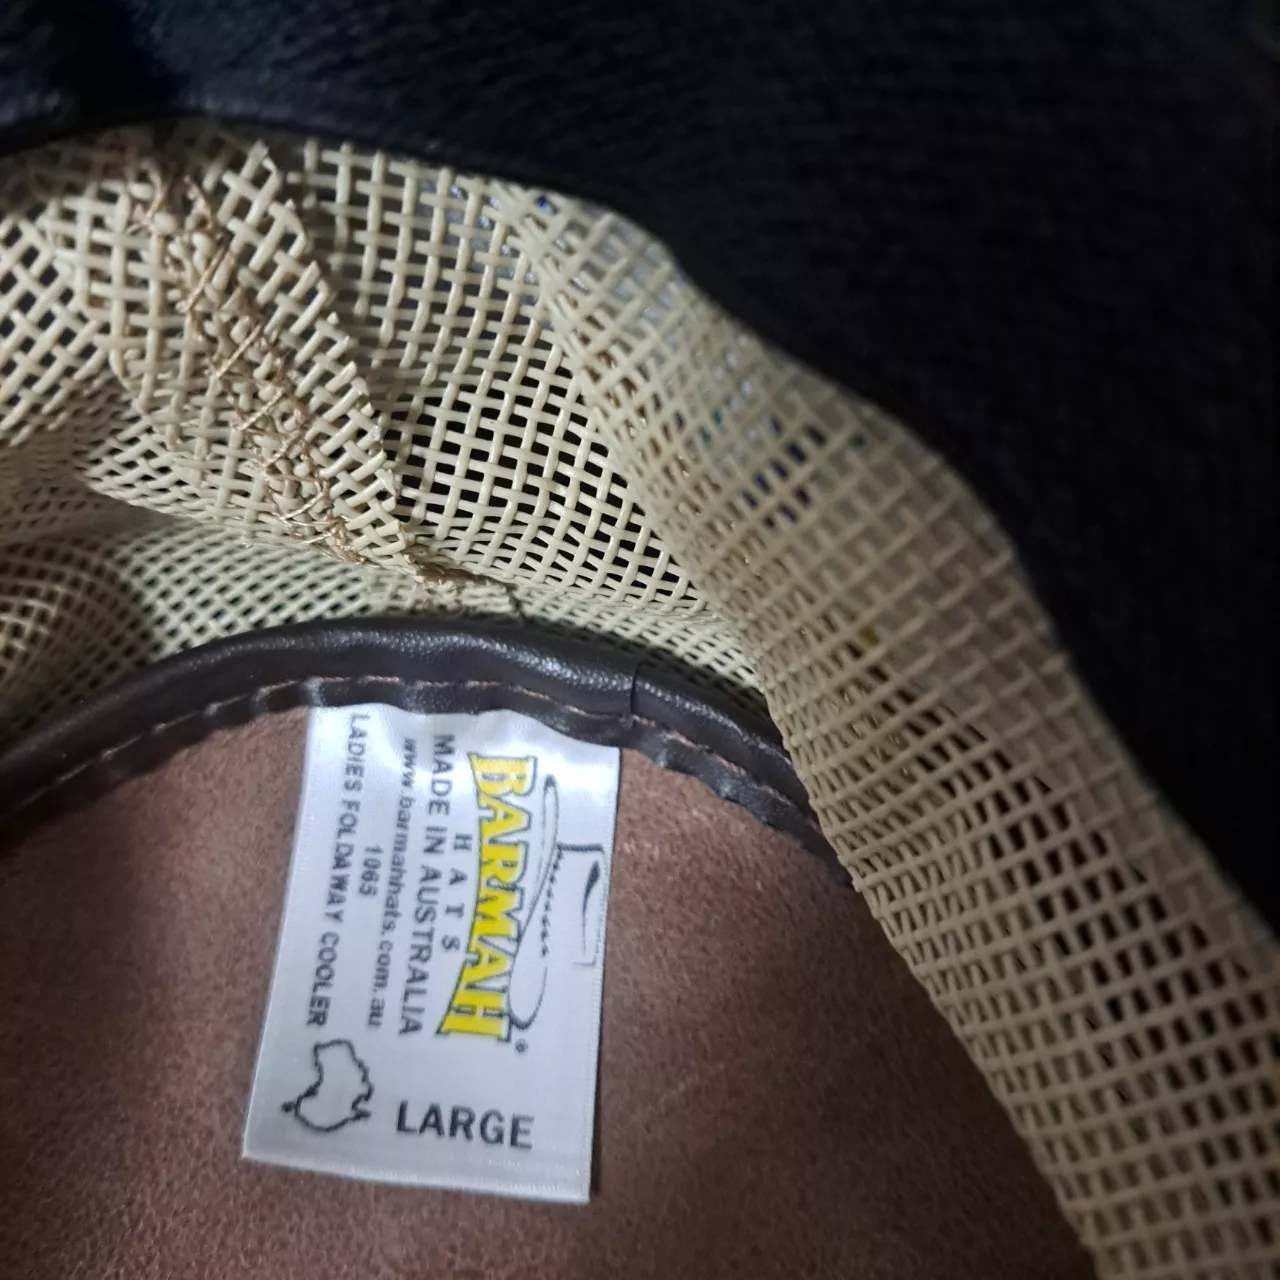 BARMAH®
HATS
MADE IN AUSTRALIA
www.barmahhats.com.au
1065
LADIES FOLDAWAY COOLER
LARGE